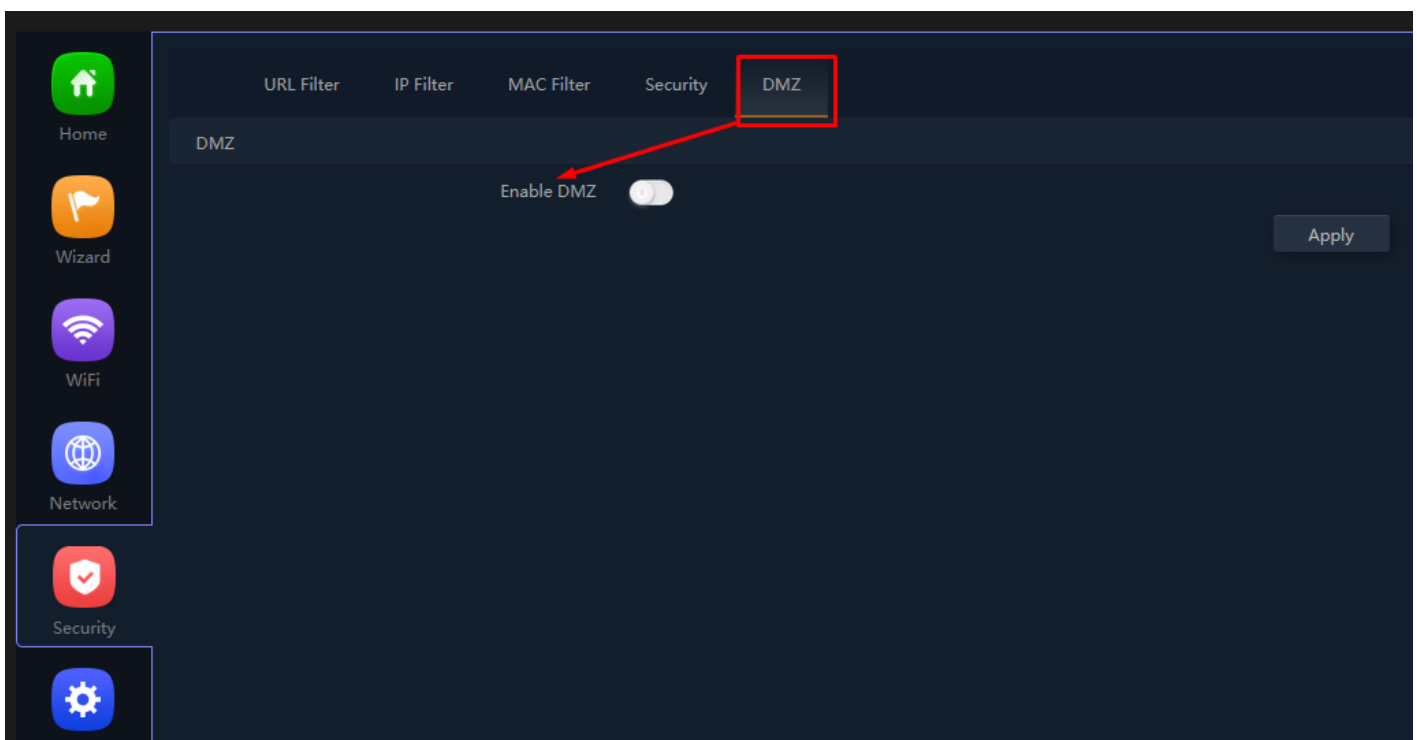 URL Filter IP Filter MAC Filter Security DMZ
Home
DMZ
Enable DMZ
Apply
Wizard
WiFi
Network
Security